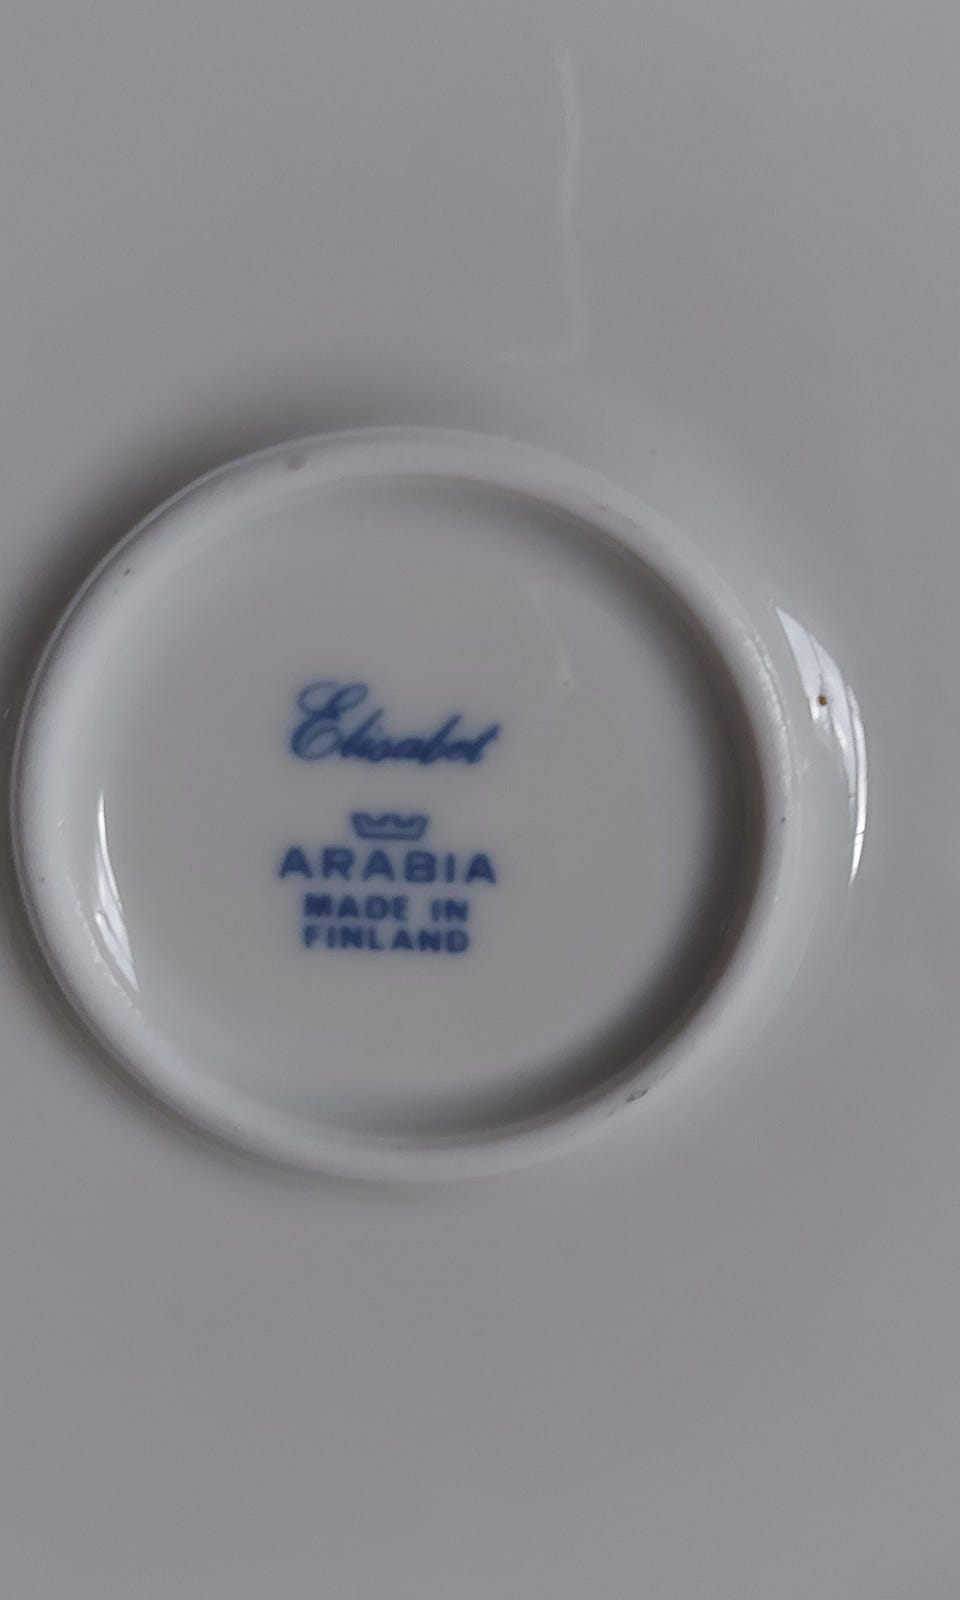 Elisabet
ARABIA
MADE IN
FINLAND